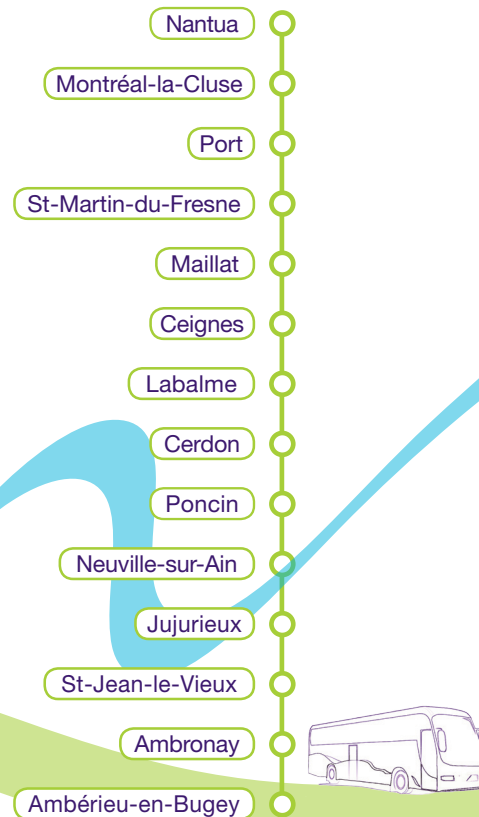 Nantua
Montréal-la-Cluse
Port
St-Martin-du-Fresne
Maillat
Ceignes
Labalme
Cerdon
Poncin
Neuville-sur-Ain
Jujurieux
St-Jean-le-Vieux
Ambronay
Ambérieu-en-Bugey